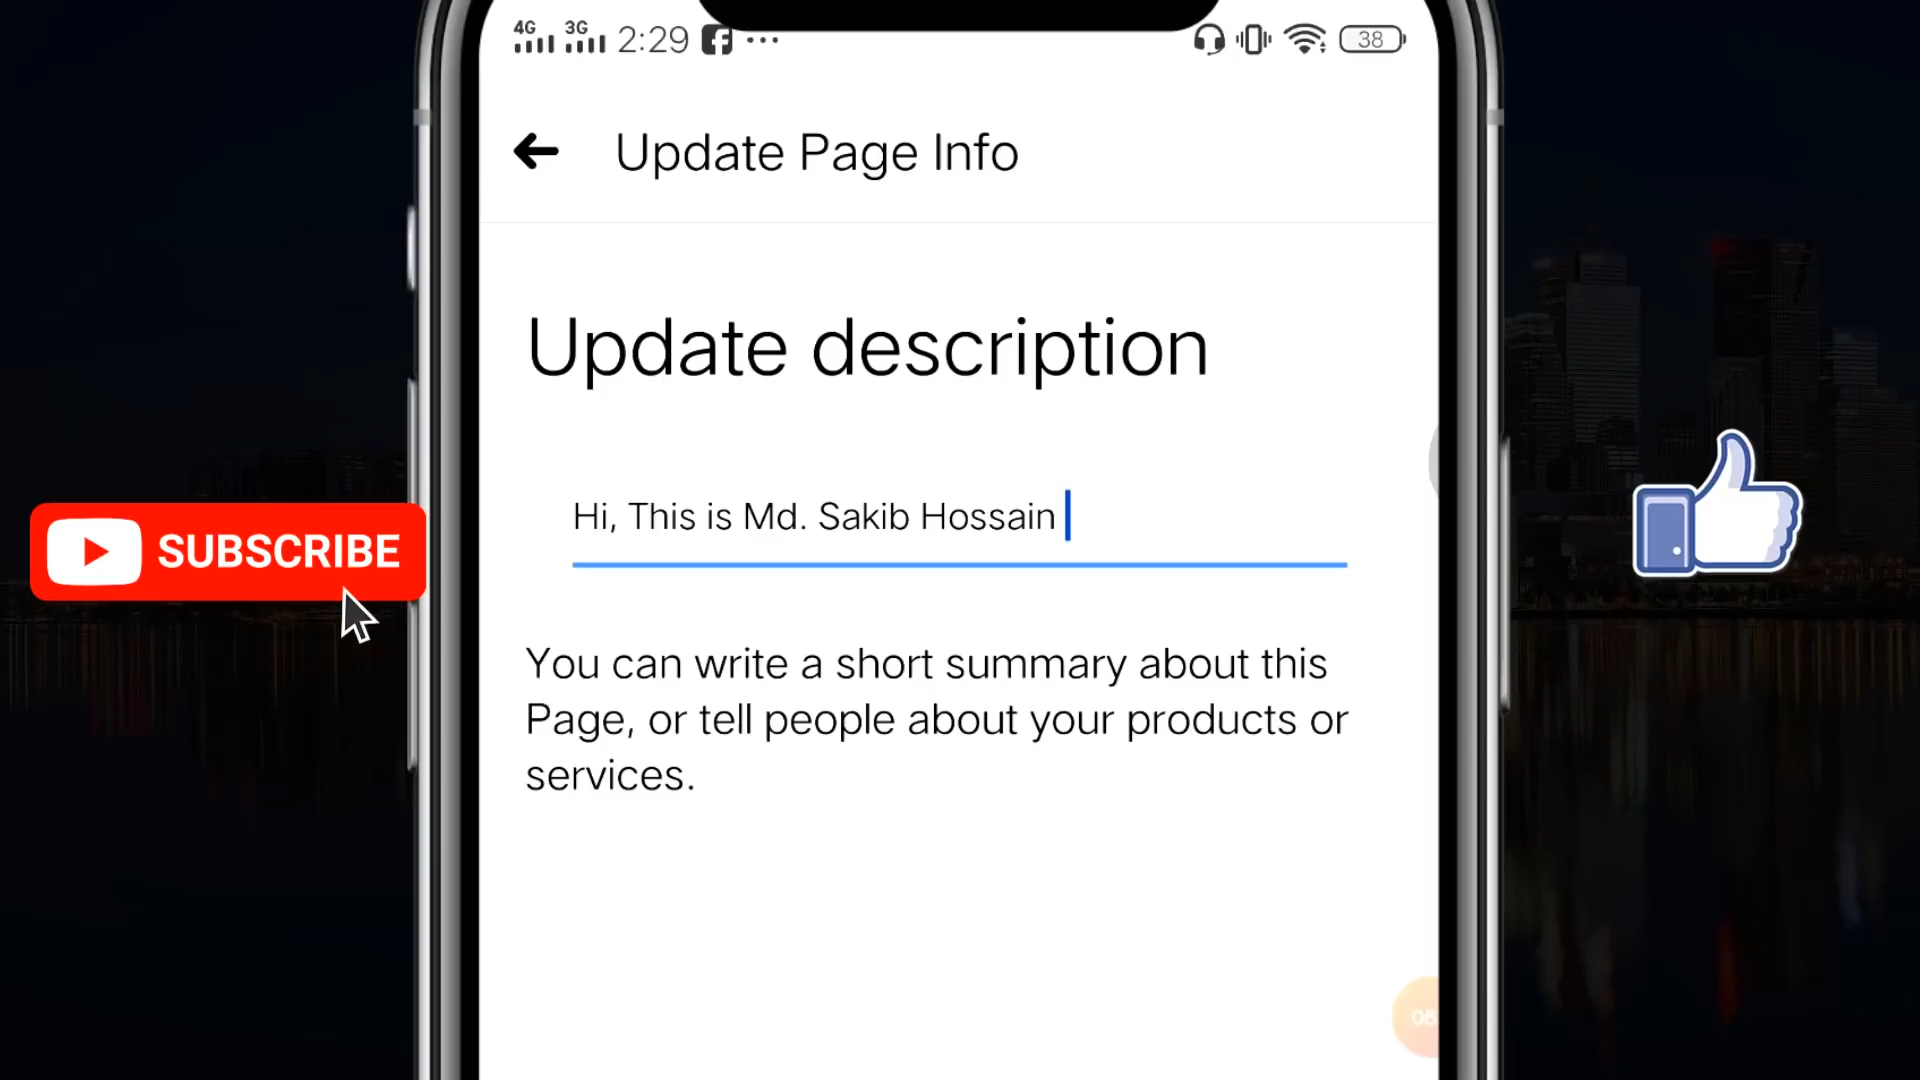 4G 3G 2:29 38
Update Page Info
Update description
Hi, This is Md. Sakib Hossain
SUBSCRIBE
You can write a short summary about this
Page, or tell people about your products or
services.